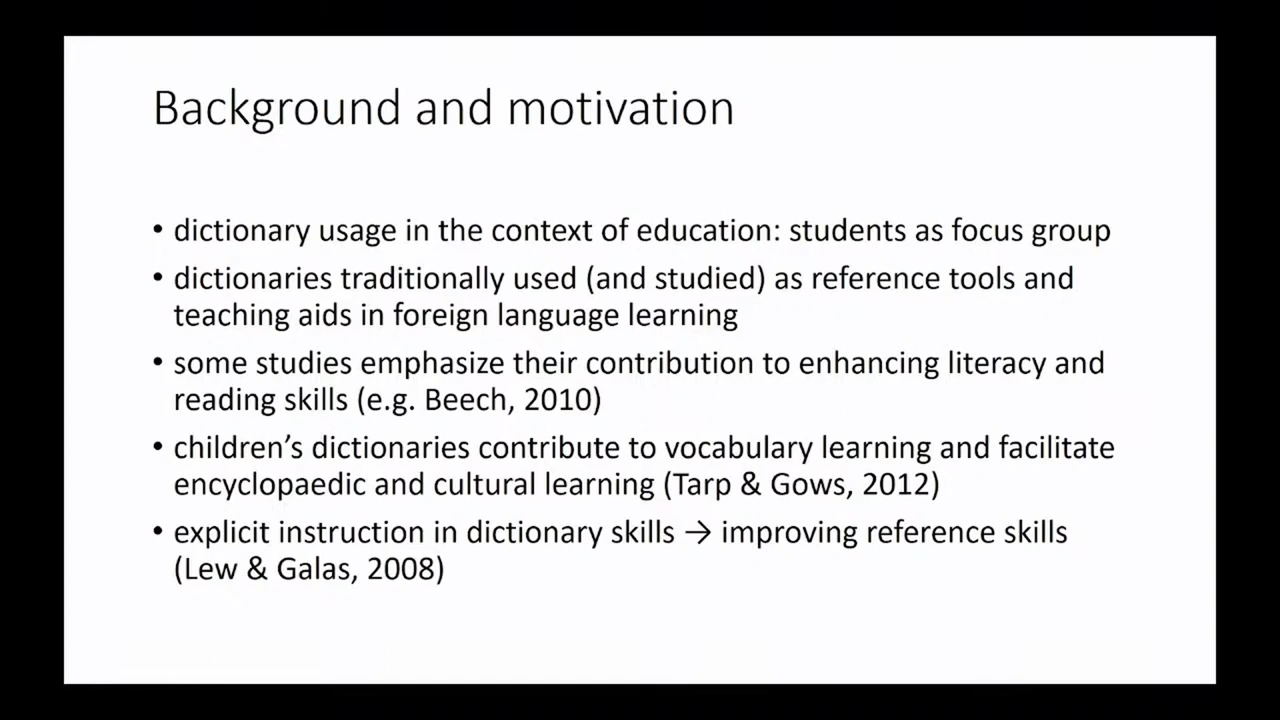 Background and motivation
• dictionary usage in the context of education: students as focus group
• dictionaries traditionally used (and studied) as reference tools and
teaching aids in foreign language learning
• some studies emphasize their contribution to enhancing literacy and
reading skills (e.g. Beech, 2010)
• children’s dictionaries contribute to vocabulary learning and facilitate
encyclopaedic and cultural learning (Tarp & Gows, 2012)
• explicit instruction in dictionary skills → improving reference skills
(Lew & Galas, 2008)